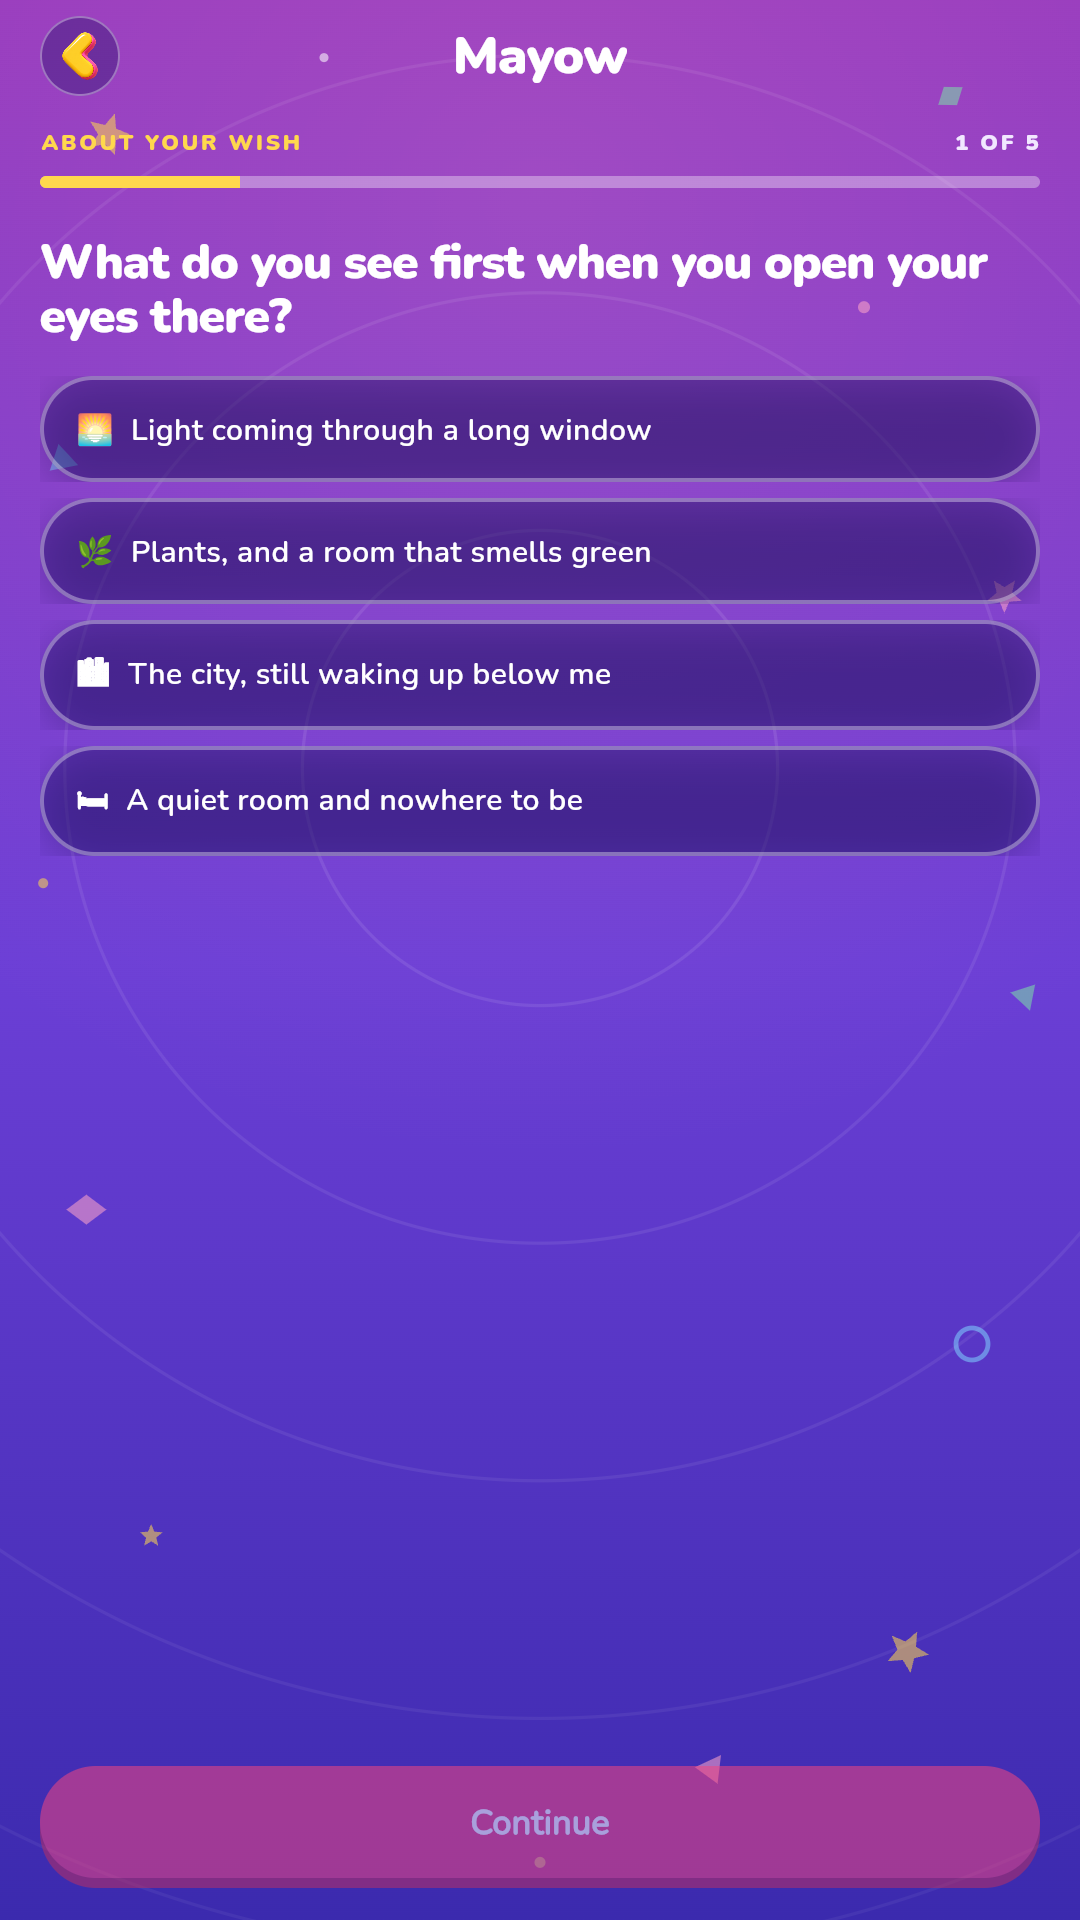 Mayow
ABOUT YOUR WISH
1 OF 5
What do you see first when you open your
eyes there?
Light coming through a long window
Plants, and a room that smells green
The city, still waking up below me
A quiet room and nowhere to be
Continue